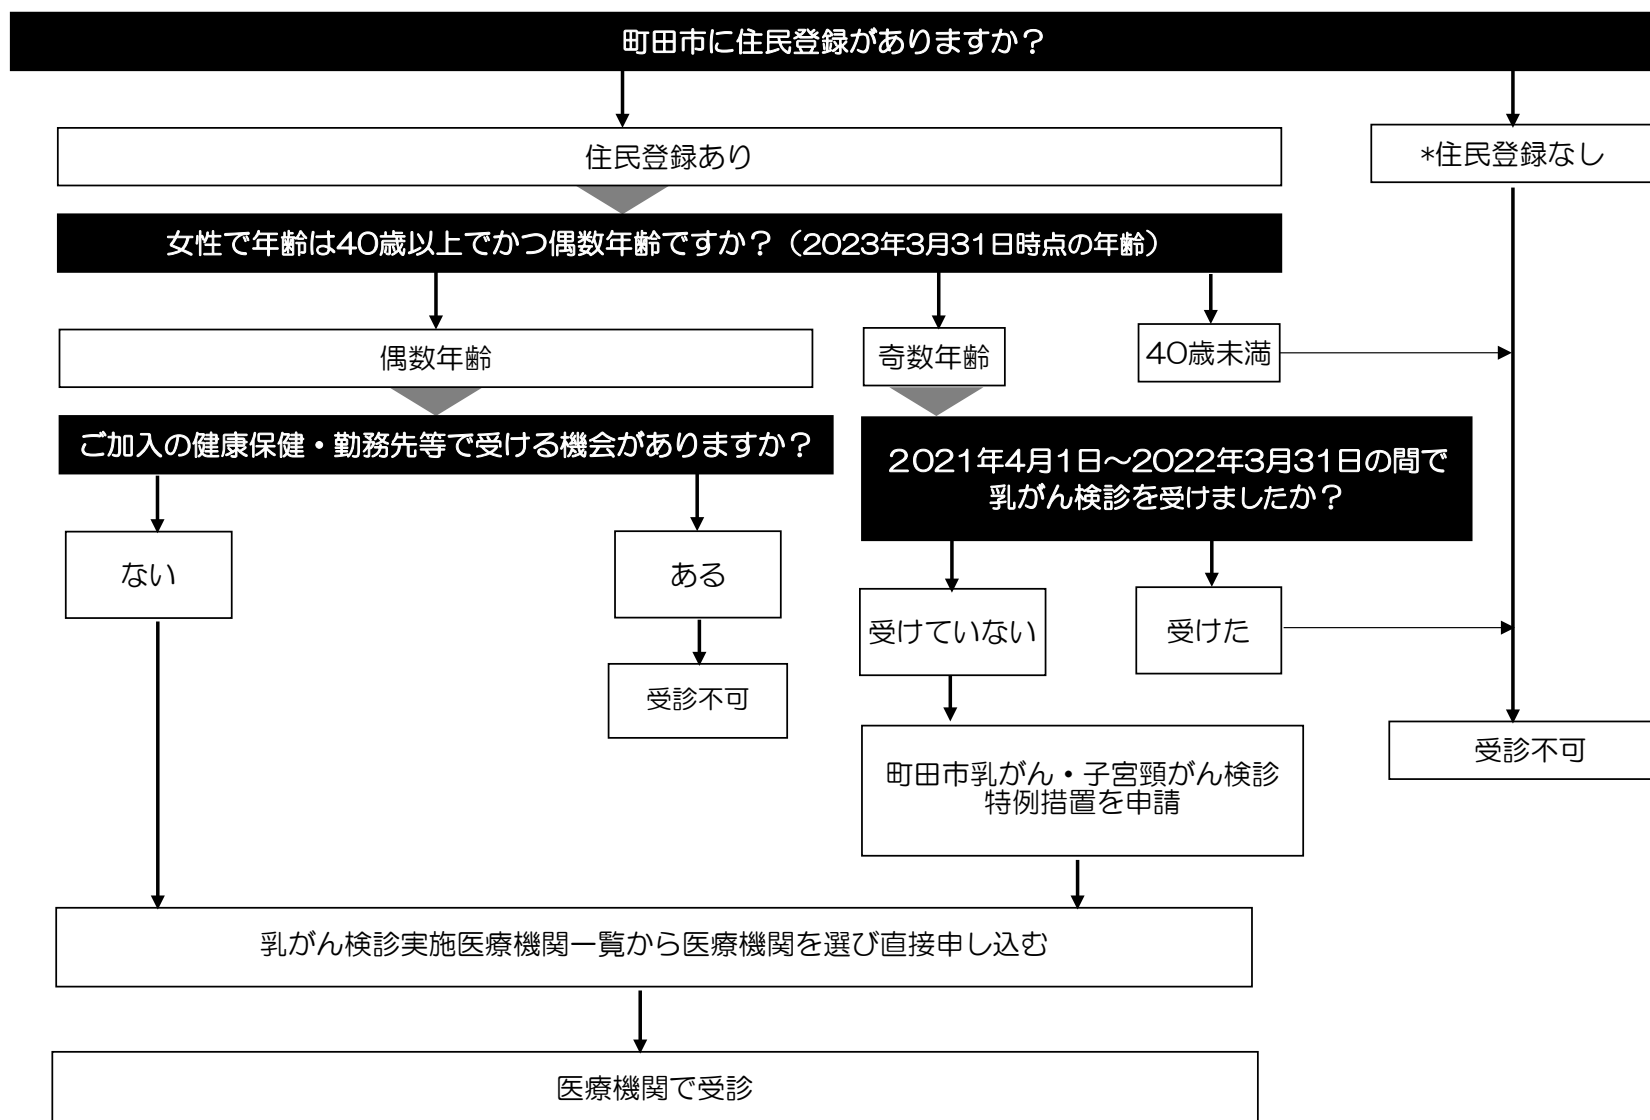 町田市に住民登録がありますか？
住民登録あり
*住民登録なし
女性で年齢は40歳以上でかつ偶数年齢ですか？（2023年3月31日時点の年齢）
偶数年齢
奇数年齢
40歳未満
ご加入の健康保健・勤務先等で受ける機会がありますか？
2021年4月1日～2022年3月31日の間で
乳がん検診を受けましたか？
ない
ある
受けていない
受けた
受診不可
町田市乳がん・子宮頸がん検診
特例措置を申請
受診不可
乳がん検診実施医療機関一覧から医療機関を選び直接申し込む
医療機関で受診